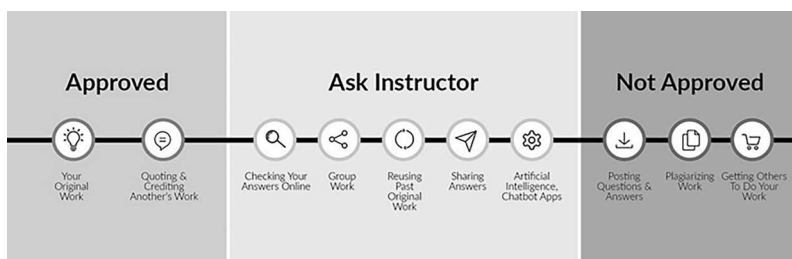 Approved
Your
Original
Work
Quoting &
Crediting
Another's Work
Ask Instructor
Checking Your
Answers Online
Group
Work
Reusing
Past
Original
Work
Sharing
Answers
Artificial
Intelligence,
Chatbot Apps
Not Approved
Posting
Questions &
Answers
Plagiarizing
Work
Getting Others
To Do Your
Work